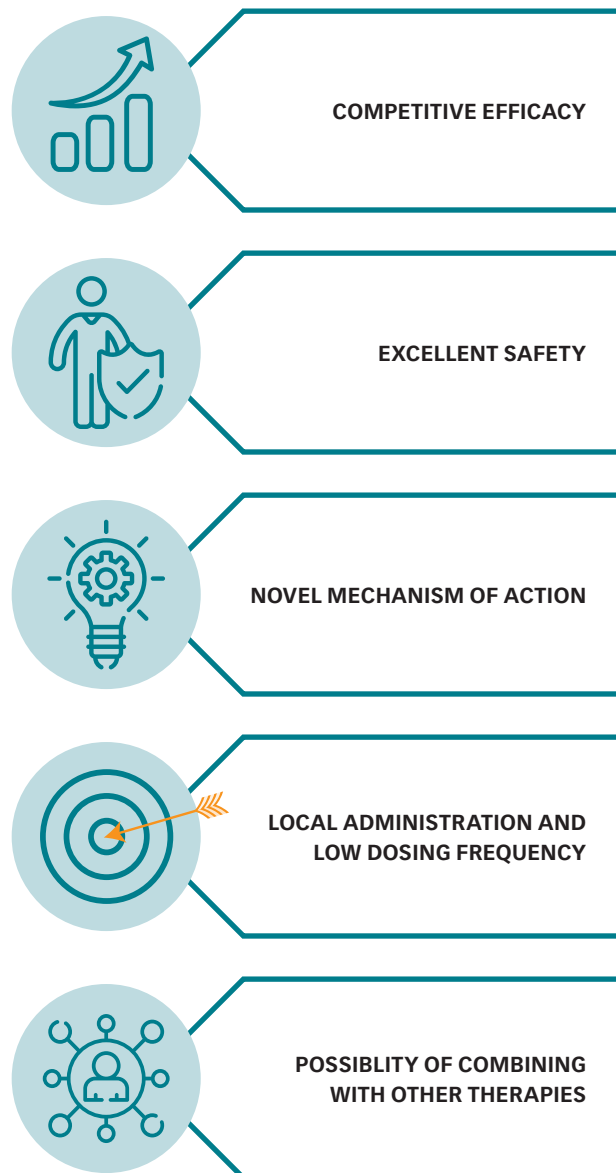 COMPETITIVE EFFICACY
EXCELLENT SAFETY
NOVEL MECHANISM OF ACTION
LOCAL ADMINISTRATION AND
LOW DOSING FREQUENCY
POSSIBLITY OF COMBINING
WITH OTHER THERAPIES